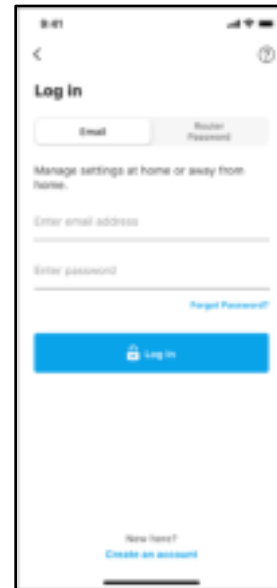 9:41
Log in
Email
Router
Password
Manage settings at home or away from
home.
Enter email address
Enter password
Forgot Password?
Log in
New here?
Create an account